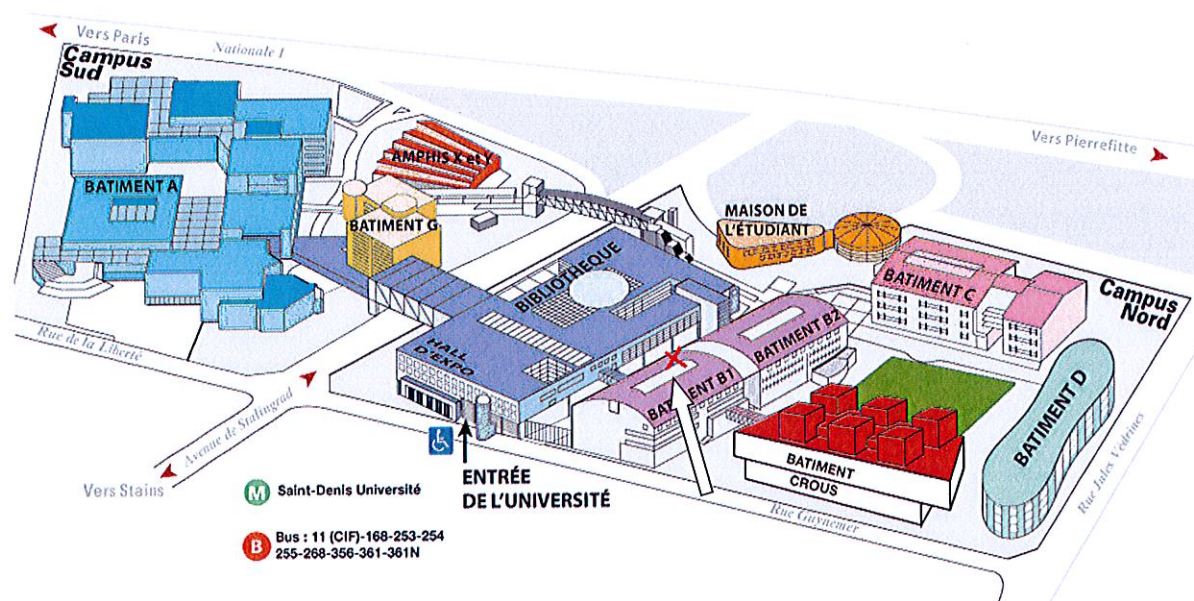 Vers Paris
Nationale 1
Campus
Sud
Vers Pierrefitte
AMPHIS X et Y
BATIMENT A
BATIMENT G
MAISON DE
L'ÉTUDIANT
BIBLIOTHEQUE
BATIMENT C
Campus
Nord
Rue de la Liberté
HALL
D'EXPO
BATIMENT B2
BATIMENT B1
BATIMENT D
Avenue de Stalingrad
BATIMENT
CROUS
Rue Jules Védrines
Vers Stains
ENTRÉE
DE L'UNIVERSITÉ
Rue Guynemer
M Saint-Denis Université
B Bus : 11 (CIF)-168-253-254
255-268-356-361-361N